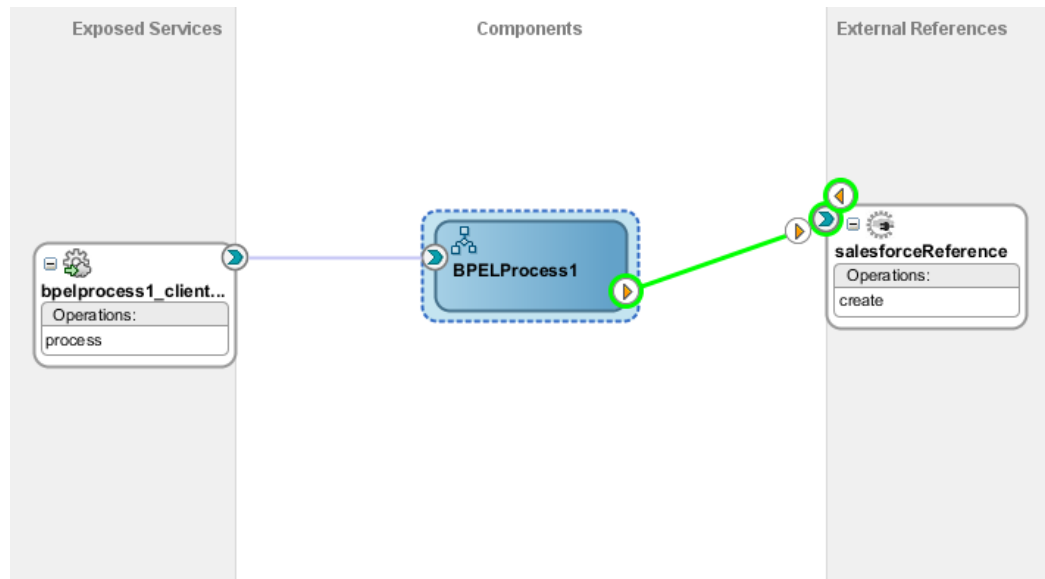 Exposed Services
Components
External References
bpelprocess1_client...
Operations:
process
BPELProcess1
salesforceReference
Operations:
create